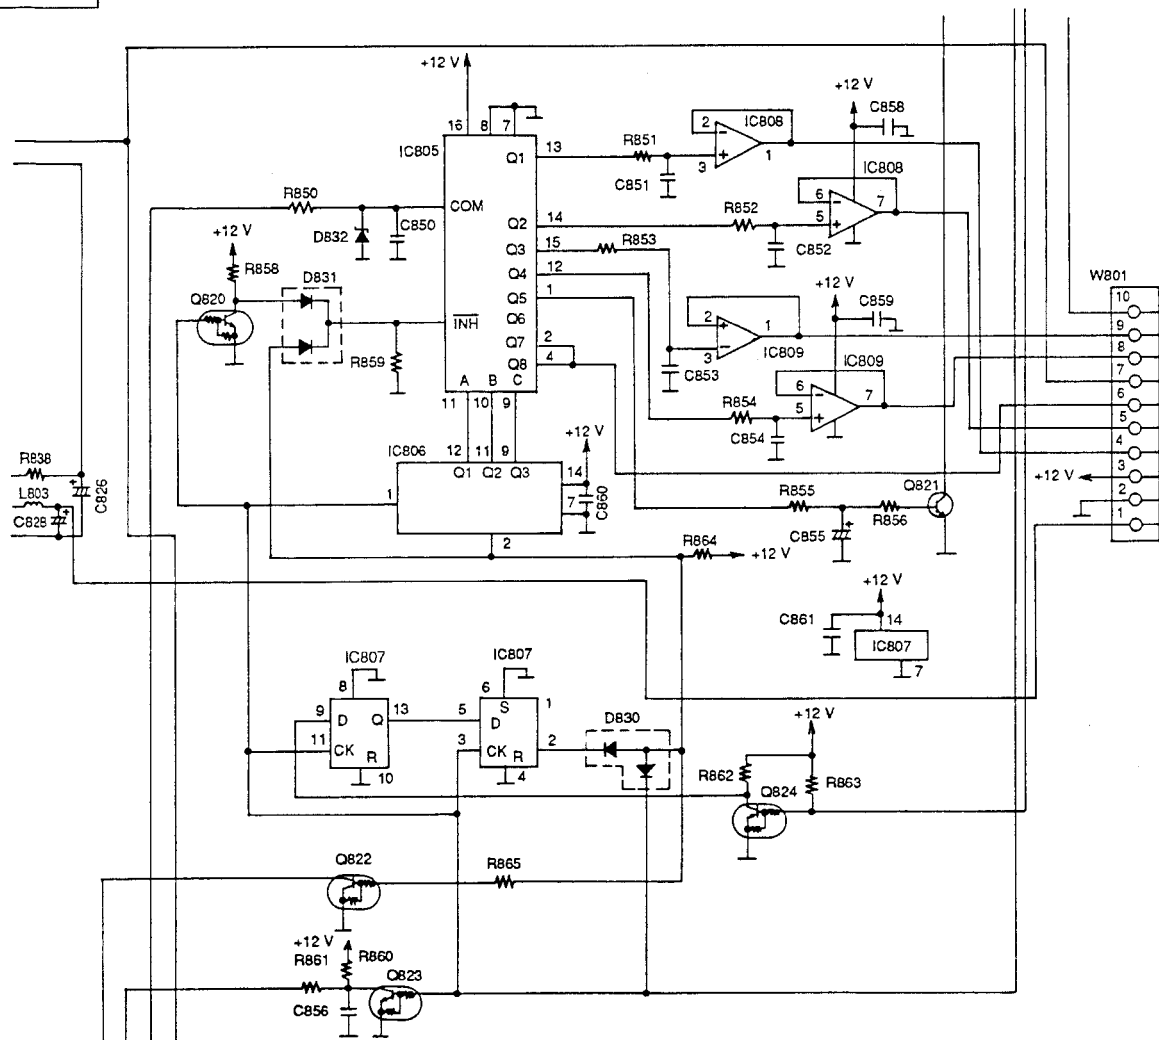 +12 V
16
8
7
IC805
Q1
13
R851
C851
2
3
IC808
1
+12 V
C858
R850
COM
D832
C850
Q2
14
R852
C852
6
5
IC808
7
+12 V
R858
Q820
D831
Q3
15
R853
Q4
12
Q5
1
Q6
INH
Q7
2
Q8
4
R859
A
B
C
11
10
9
2
3
1
IC809
C853
+12 V
C859
IC809
6
5
7
R854
C854
W801
10
9
8
7
6
5
4
3
2
1
+12 V
IC806
12
11
9
Q1
Q2
Q3
+12 V
14
7
C860
1
2
R838
L803
C828
C826
R855
C855
R856
Q821
R864
+12 V
+12 V
C861
14
IC807
7
IC807
8
9
D
Q
13
11
CK
R
10
IC807
6
S
1
5
D
3
CK
R
2
4
D830
+12 V
R862
R863
Q824
Q822
R865
+12 V
R861
R860
Q823
C856